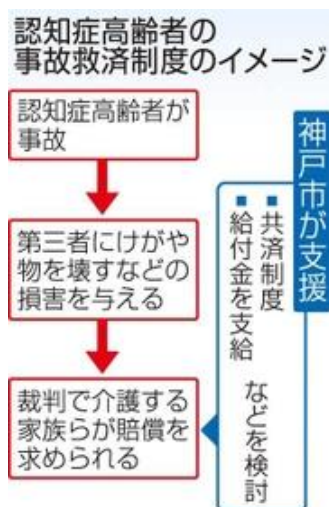 認知症高齢者の
事故救済制度のイメージ
認知症高齢者が
事故
第三者にけがや
物を壊すなどの
損害を与える
裁判で介護する
家族らが賠償を
求められる
神戸市が支援
■共済制度
■給付金を支給
などを検討